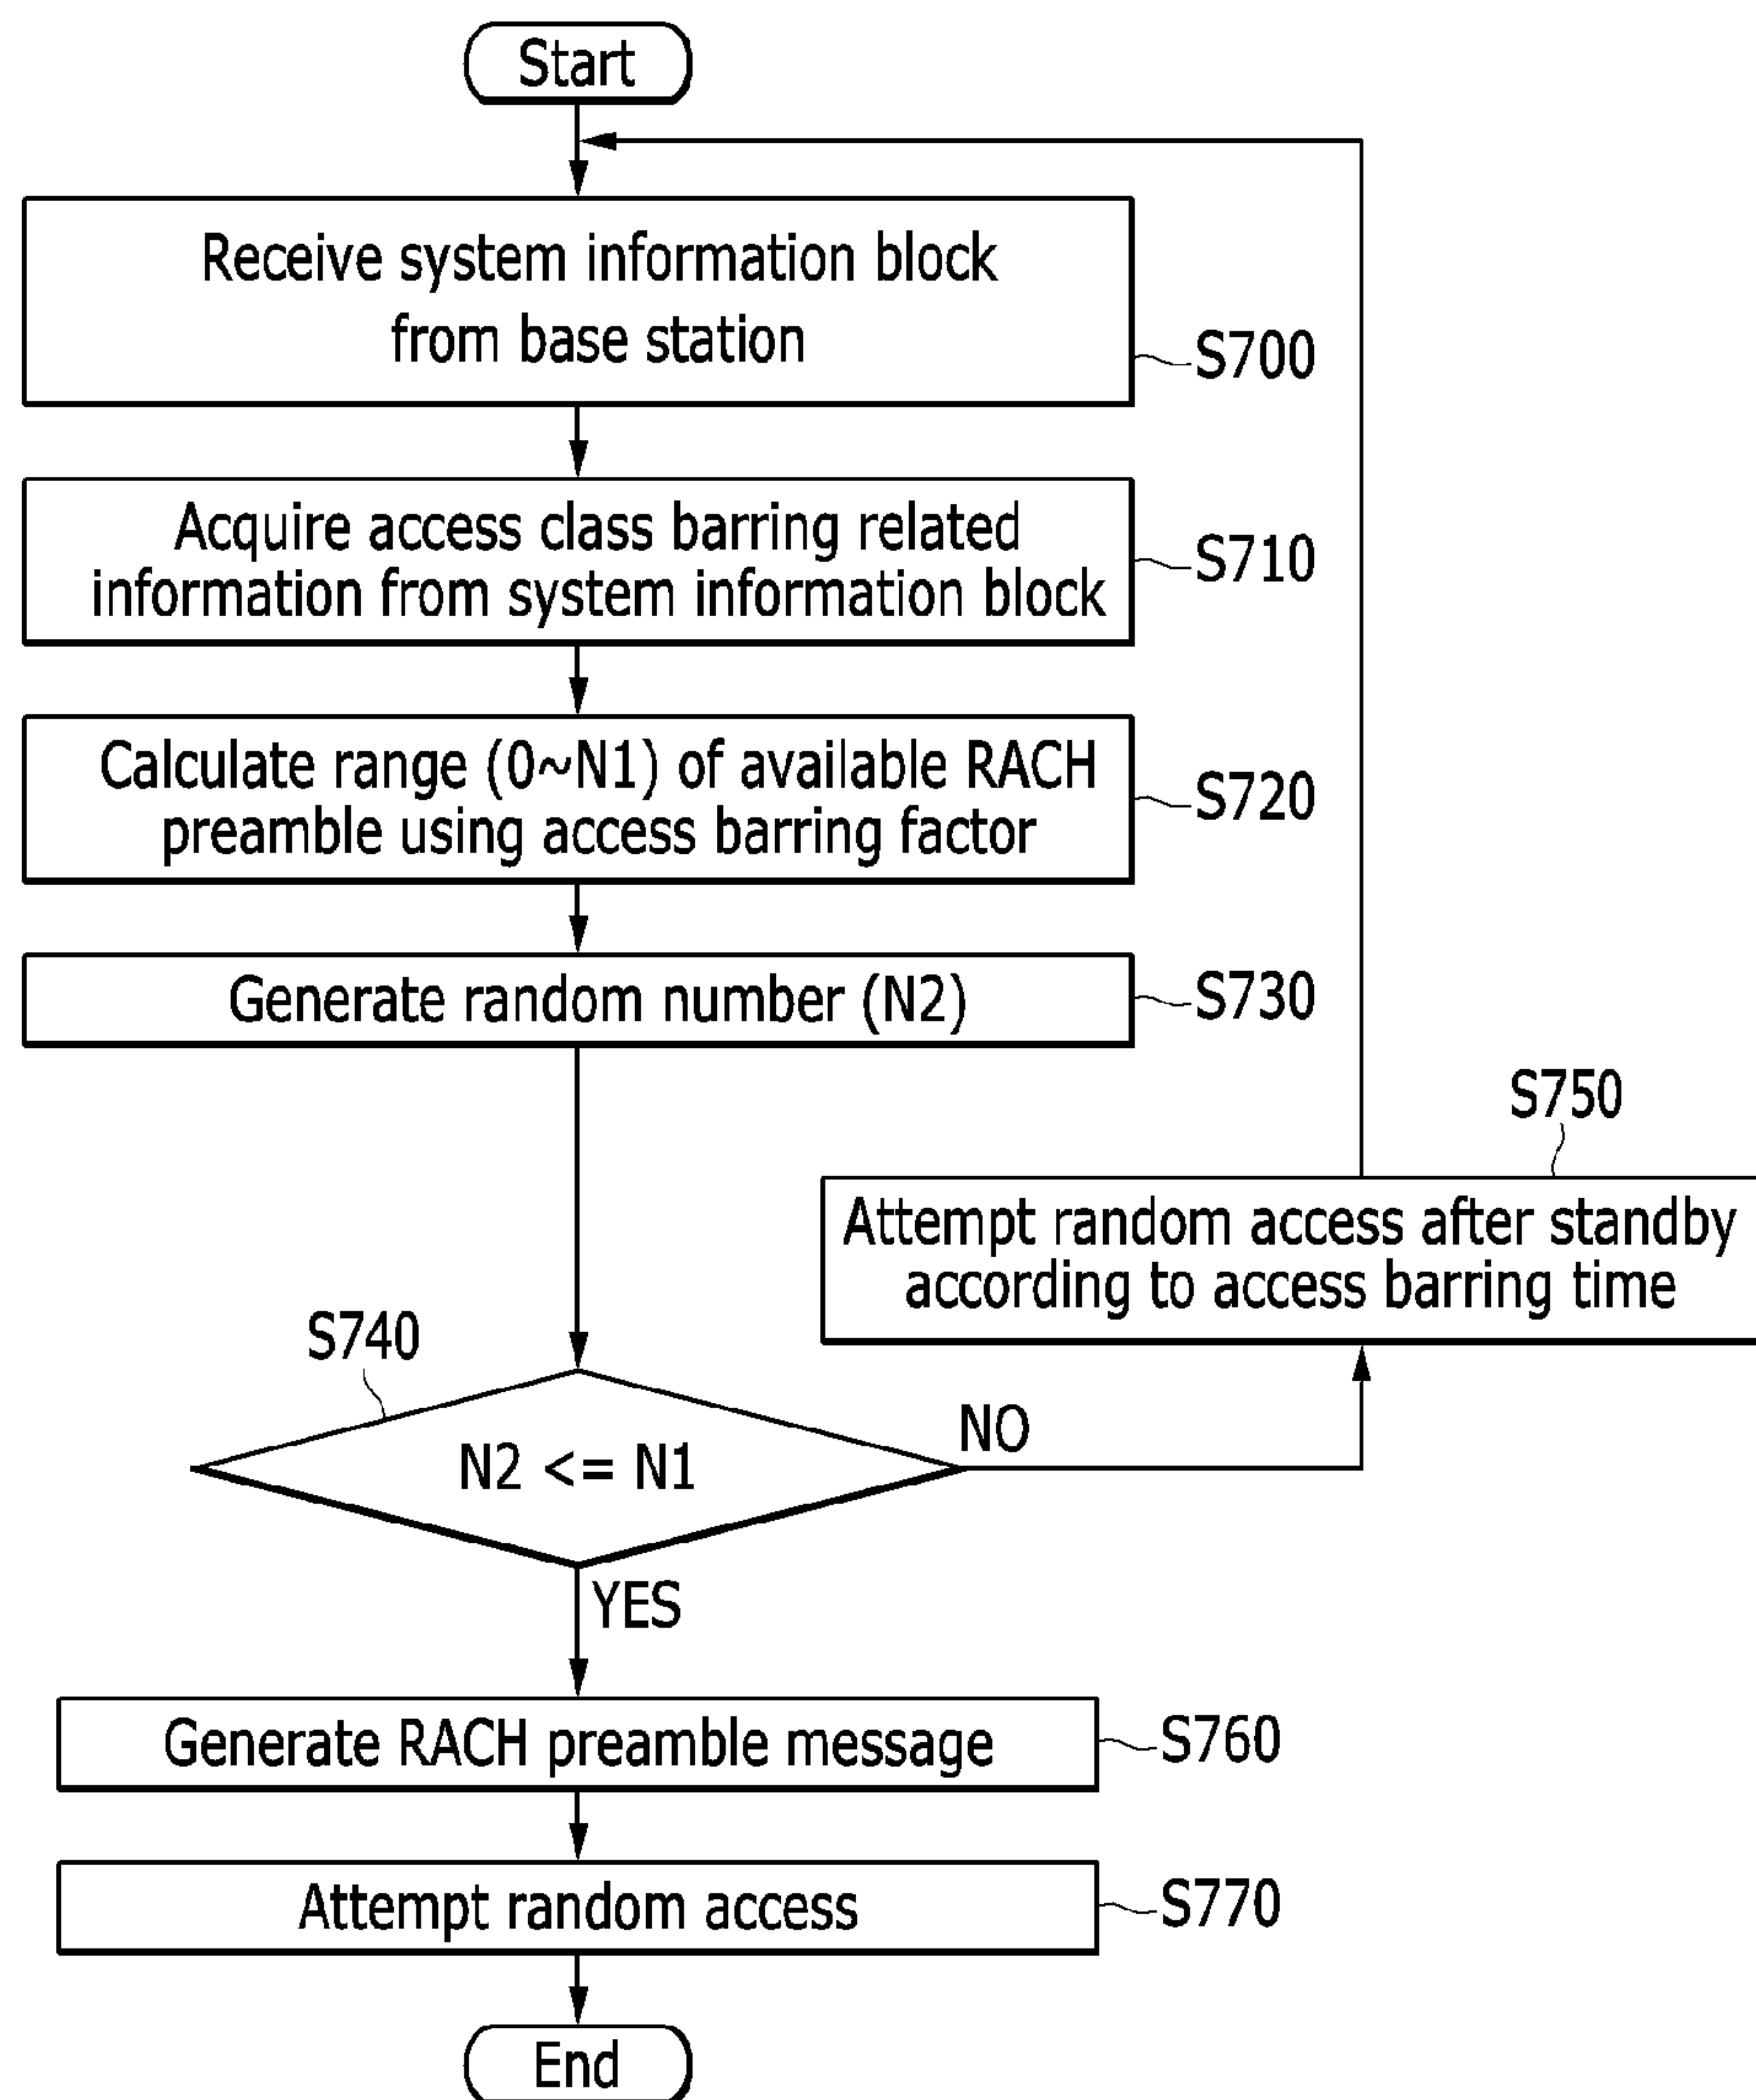 Start
Receive system information block
from base station
S700
Acquire access class barring related
information from system information block
S710
Calculate range (0~N1) of available RACH
preamble using access barring factor
S720
Generate random number (N2)
S730
S750
Attempt random access after standby
according to access barring time
S740
N2 <= N1
NO
YES
Generate RACH preamble message
S760
Attempt random access
S770
End